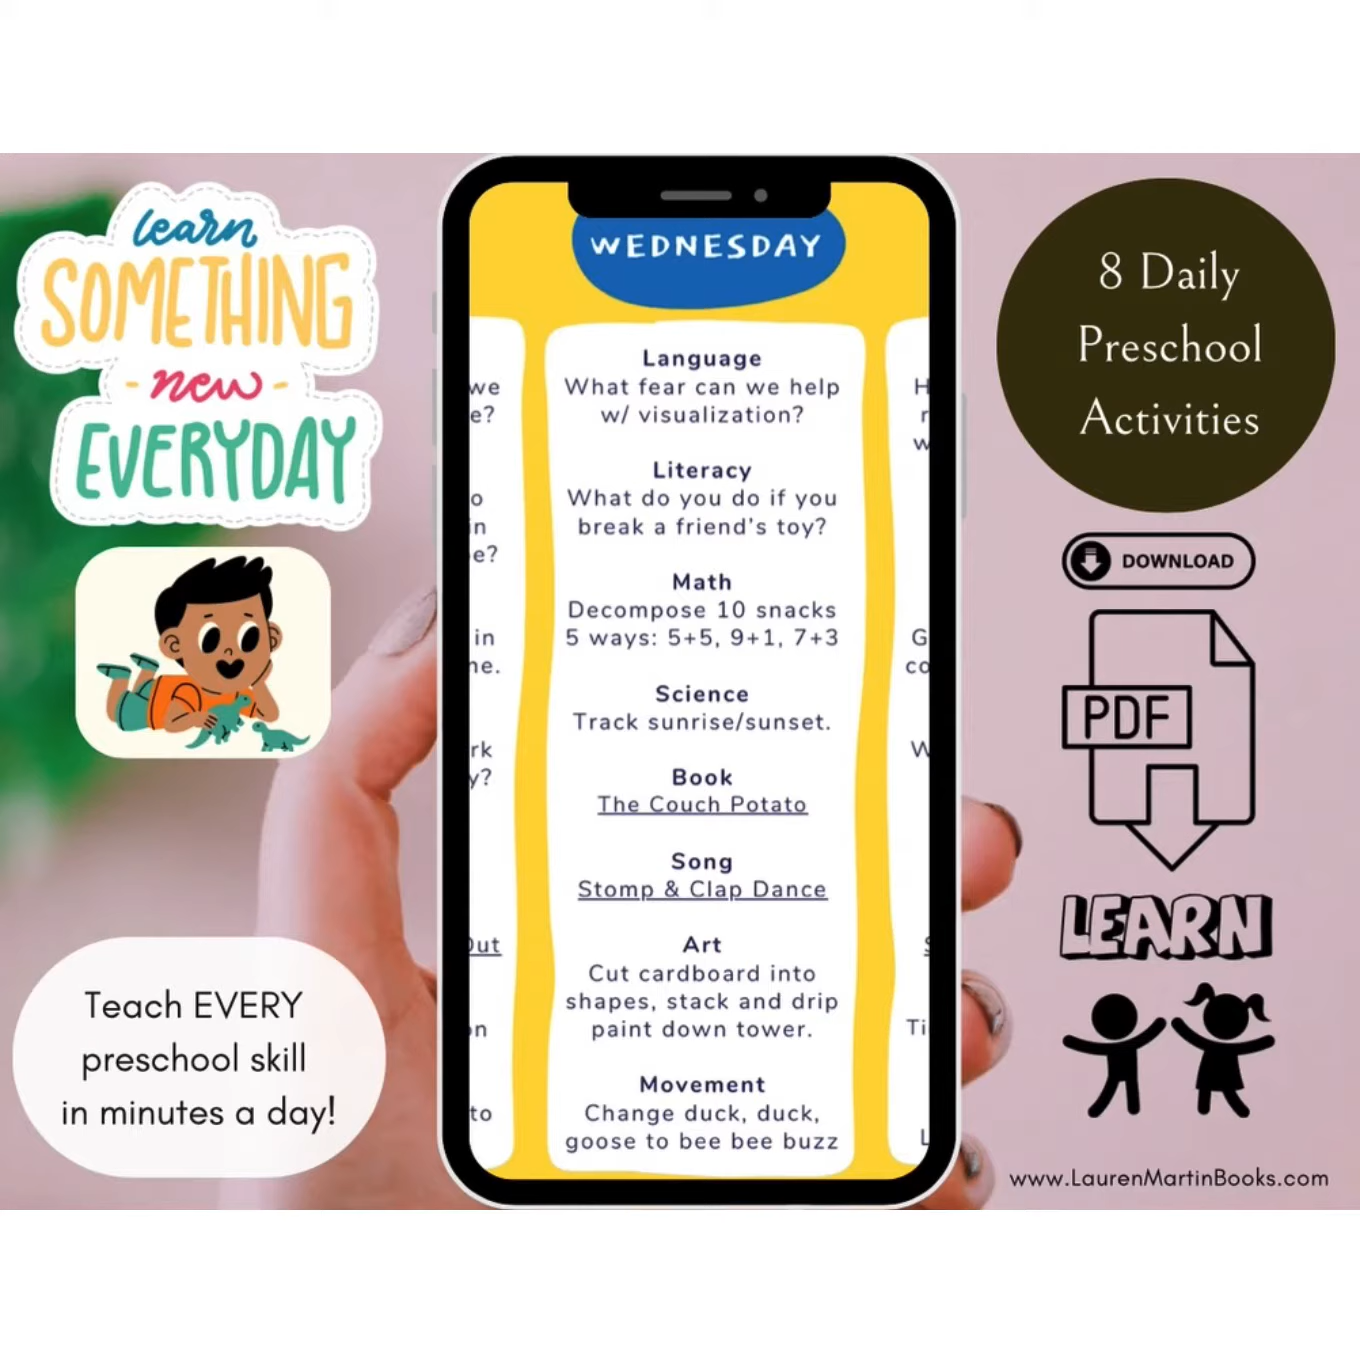 learn
SOMETHING
- new -
EVERYDAY
Teach EVERY
preschool skill
in minutes a day!
WEDNESDAY
Language
What fear can we help
w/ visualization?
Literacy
What do you do if you
break a friend's toy?
Math
Decompose 10 snacks
5 ways: 5+5, 9+1, 7+3
Science
Track sunrise/sunset.
Book
The Couch Potato
Song
Stomp & Clap Dance
Art
Cut cardboard into
shapes, stack and drip
paint down tower.
Movement
Change duck, duck,
goose to bee bee buzz
we
e?
in
e?
in
y?
to
8 Daily
Preschool
Activities
DOWNLOAD
PDF
LEARN
www.LaurenMartinBooks.com